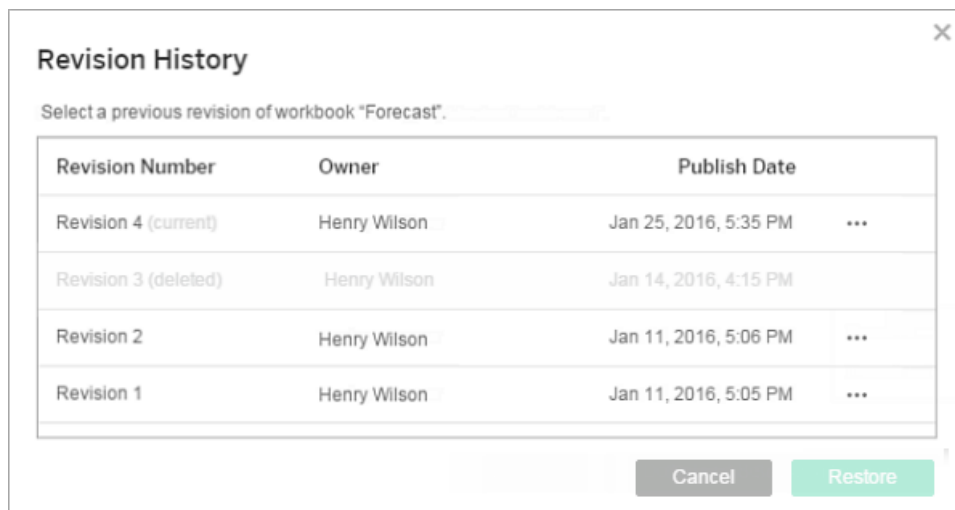 Revision History
Select a previous revision of workbook “Forecast”.
Revision Number Owner Publish Date
Revision 4 (current) Henry Wilson Jan 25, 2016, 5:35 PM ...
Revision 3 (deleted) Henry Wilson Jan 14, 2016, 4:15 PM
Revision 2 Henry Wilson Jan 11, 2016, 5:06 PM ...
Revision 1 Henry Wilson Jan 11, 2016, 5:05 PM ...
Cancel Restore